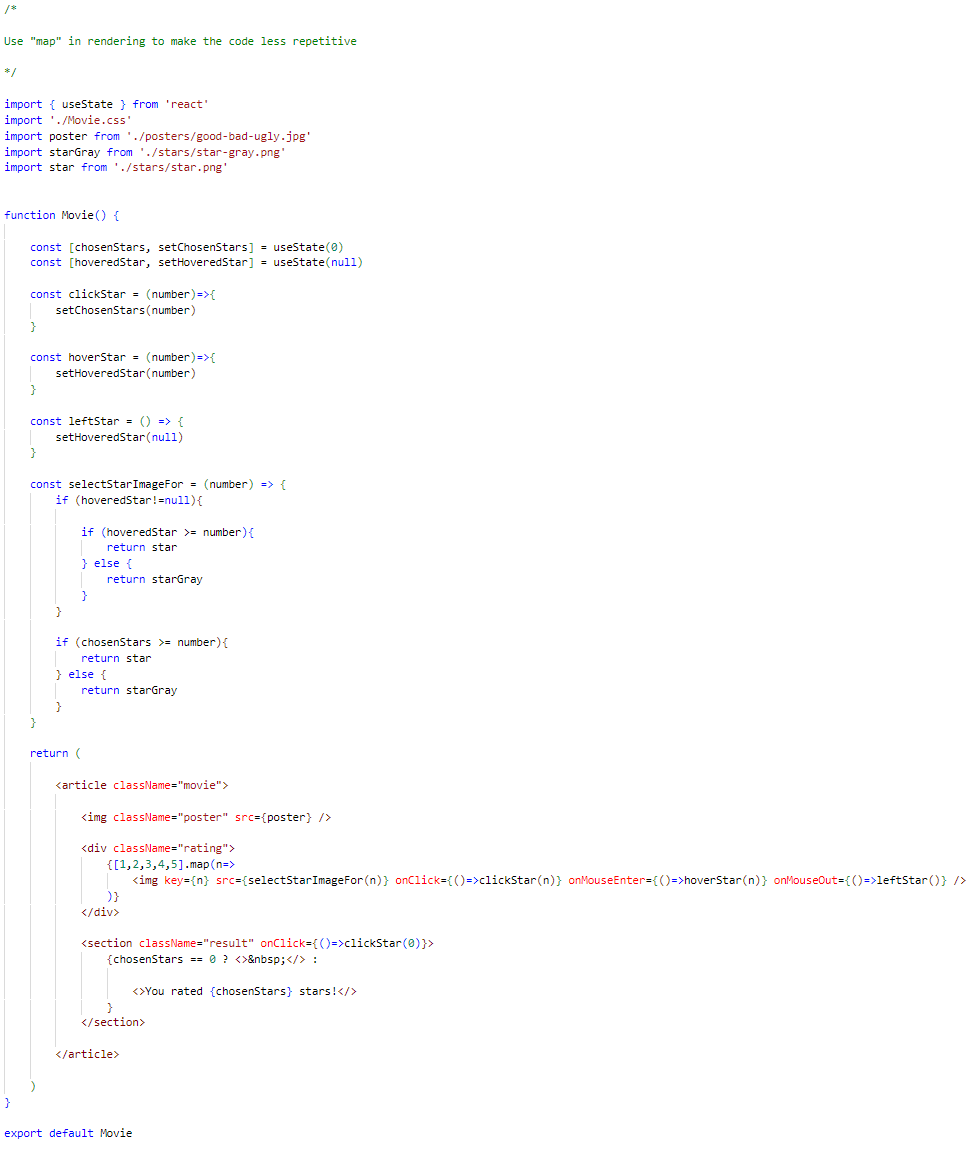 /*
Use "map" in rendering to make the code less repetitive
*/
import { useState } from 'react'
import './Movie.css'
import poster from './posters/good-bad-ugly.jpg'
import starGray from './stars/star-gray.png'
import star from './stars/star.png'
function Movie() {
const [chosenStars, setChosenStars] = useState(0)
const [hoveredStar, setHoveredStar] = useState(null)
const clickStar = (number)=>{
setChosenStars(number)
}
const hoverStar = (number)=>{
setHoveredStar(number)
}
const leftStar = () => {
setHoveredStar(null)
}
const selectStarImageFor = (number) => {
if (hoveredStar!=null){
if (hoveredStar >= number){
return star
} else {
return starGray
}
}
if (chosenStars >= number){
return star
} else {
return starGray
}
}
return (
<article className="movie">
<img className="poster" src={poster} />
<div className="rating">
{[1,2,3,4,5].map(n=>
<img key={n} src={selectStarImageFor(n)} onClick={()=>clickStar(n)} onMouseEnter={()=>hoverStar(n)} onMouseOut={()=>leftStar()} />
)}
</div>
<section className="result" onClick={()=>clickStar(0)}>
{chosenStars == 0 ? <>&nbsp;</> :
<>You rated {chosenStars} stars!</>
}
</section>
</article>
)
}
export default Movie